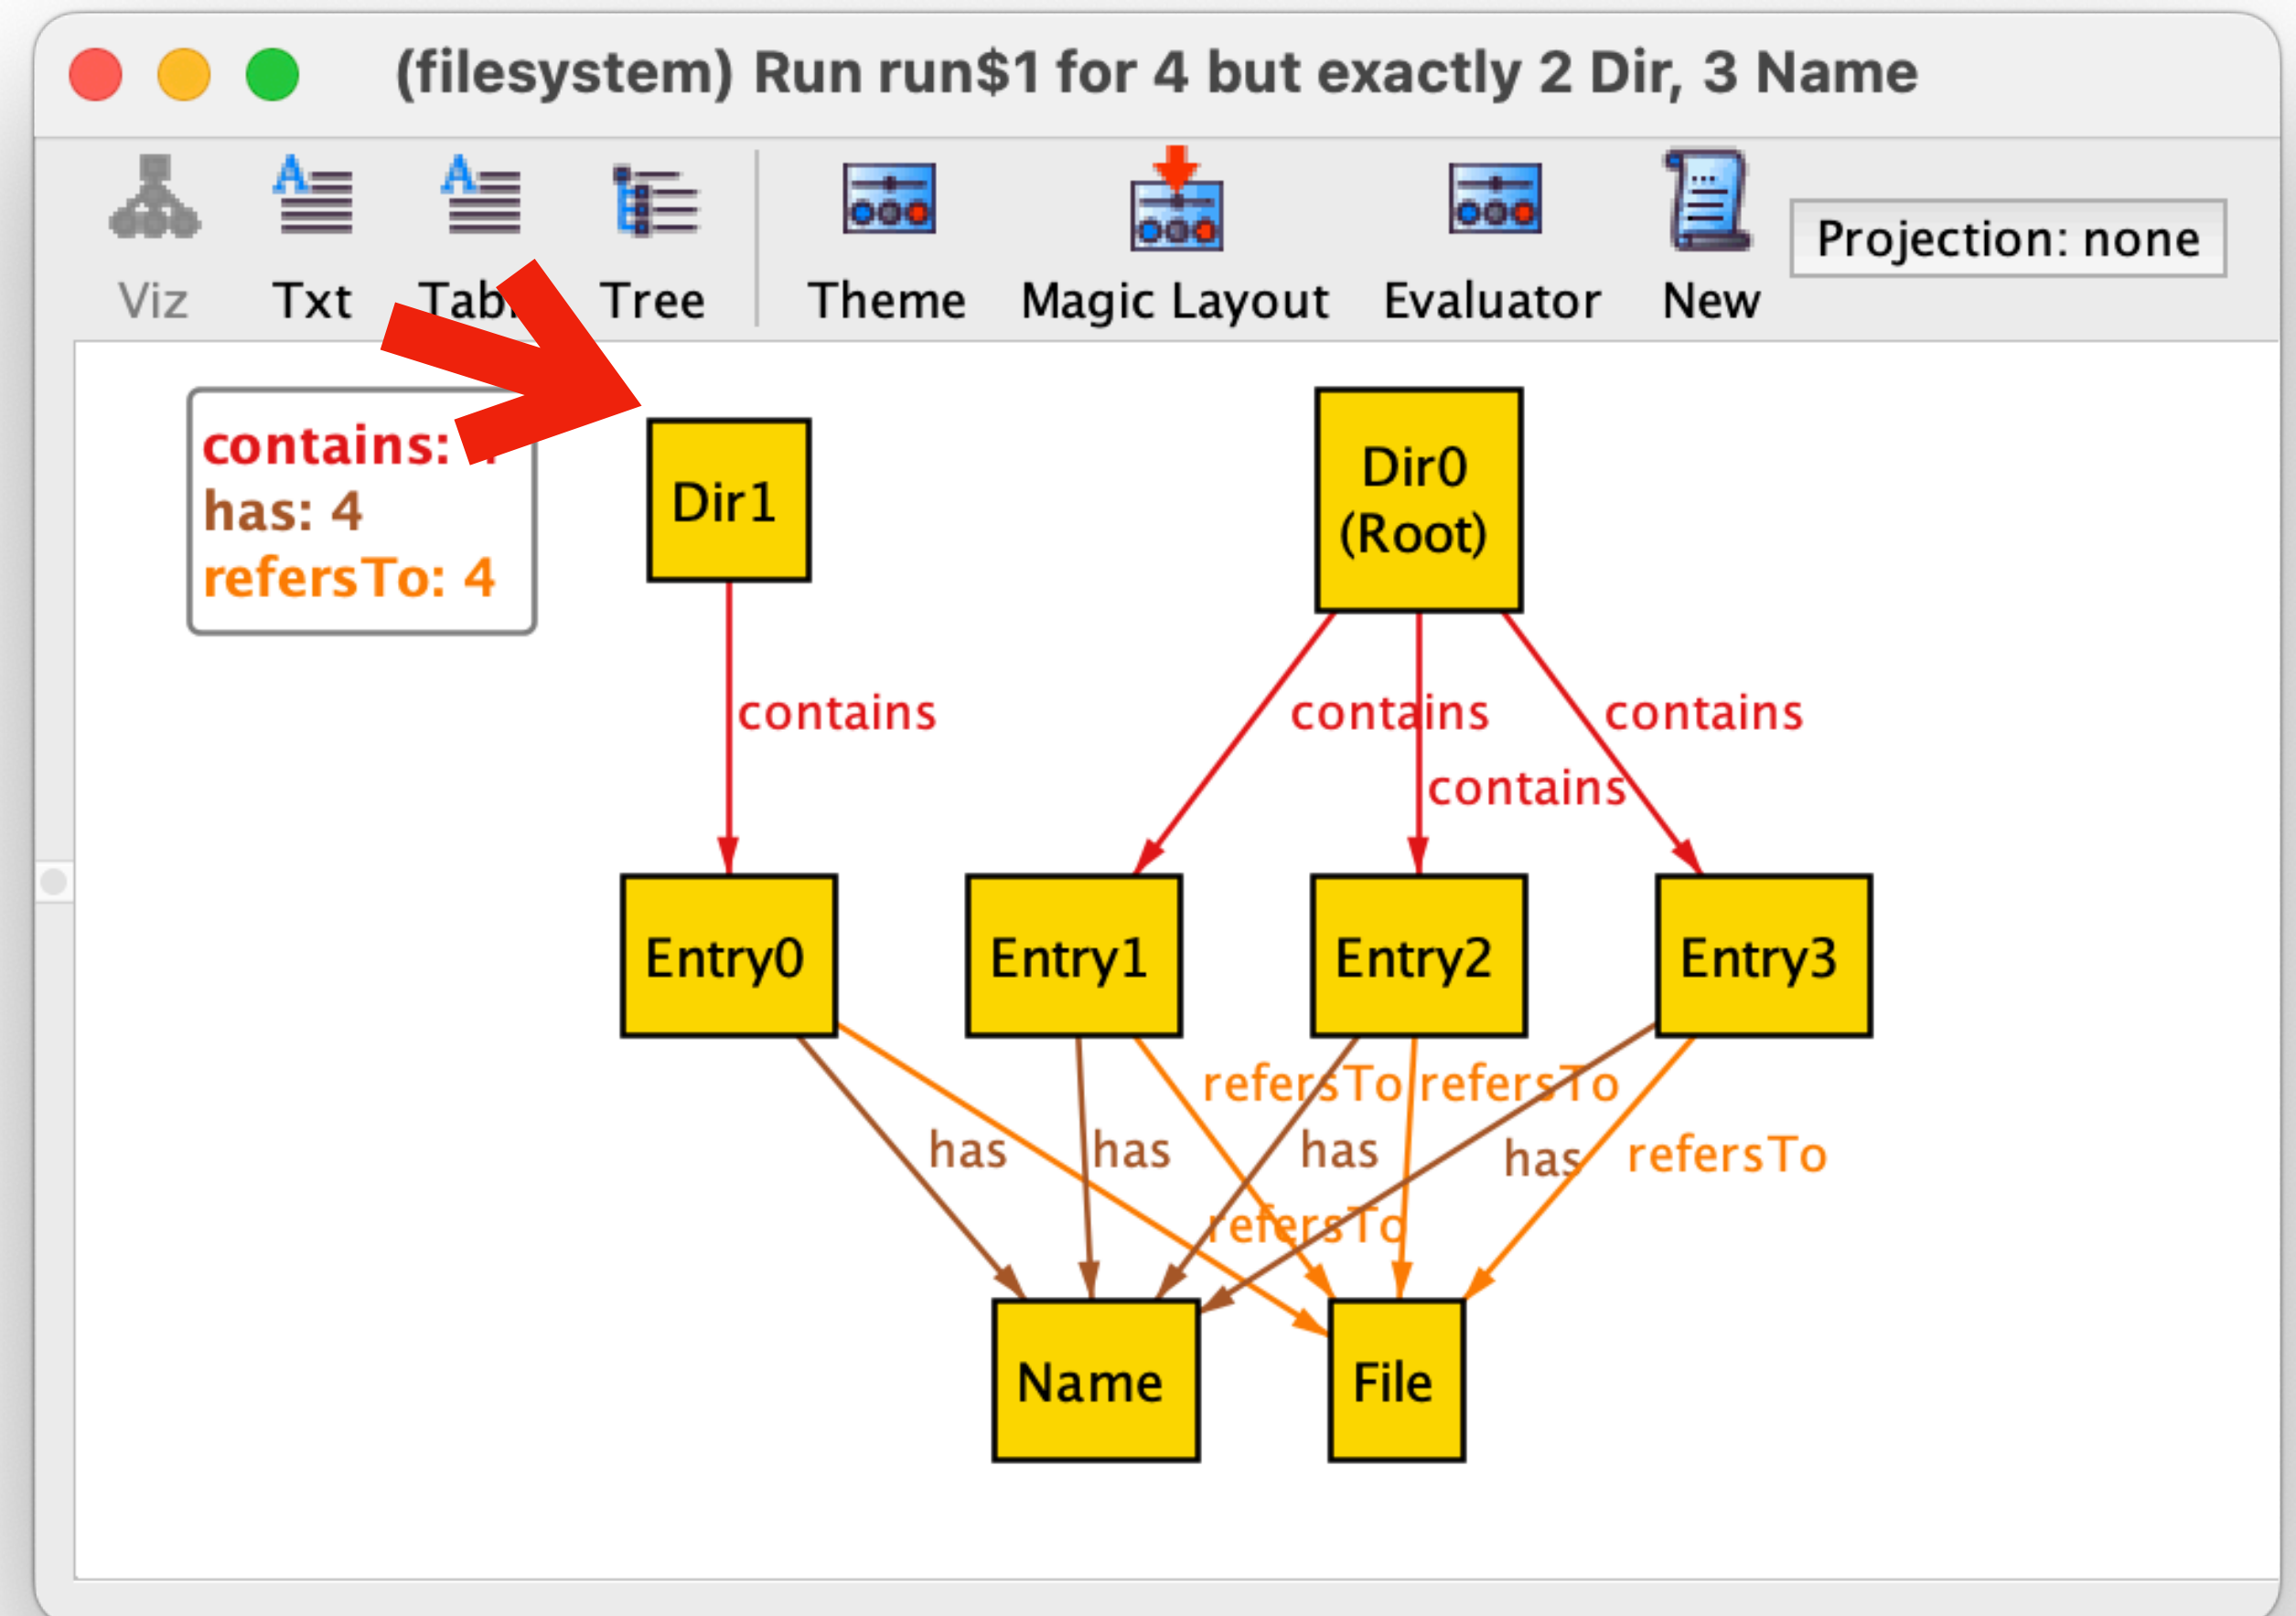 (filesystem) Run run$1 for 4 but exactly 2 Dir, 3 Name
Viz Txt Tree Theme Magic Layout Evaluator New Projection: none
contains:
has: 4
refersTo: 4
Dir1
Dir0
(Root)
contains
contains
contains
contains
Entry0
Entry1
Entry2
Entry3
refersTo
refersTo
has
has
has
has
refersTo
refersTo
Name
File